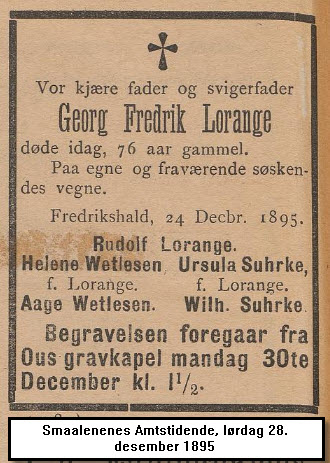 Vor kjære fader og svigerfader
Georg Fredrik Lorange
døde idag, 76 aar gammel.
Paa egne og fraværende søsken-
des vegne.
Fredrikshald, 24 Decbr. 1895.
Rudolf Lorange.
Helene Wetlesen, Ursula Suhrke,
f. Lorange. f. Lorange.
Aage Wetlesen. Wilh. Suhrke.
Begravelsen foregaar fra
Ous gravkapel mandag 30te
December kl. 1½.
Smaalenenes Amtstidende, lørdag 28.
desember 1895